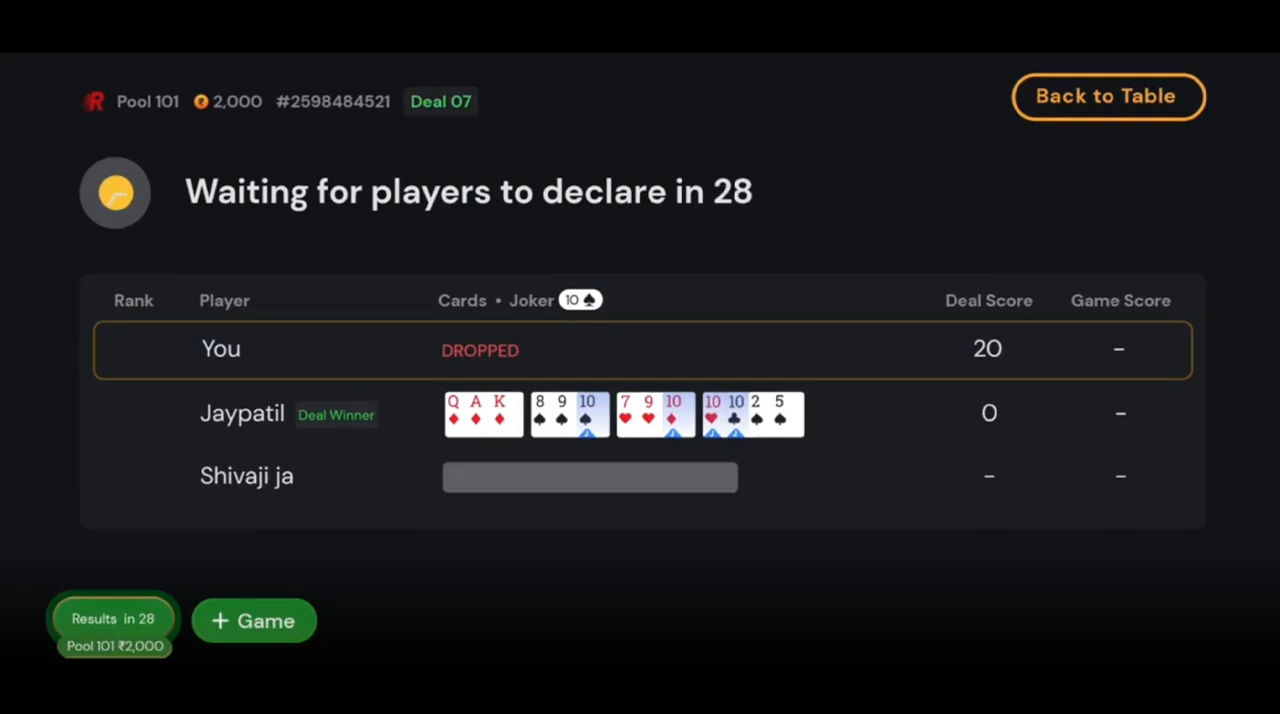 R Pool 101 2,000 #2598484521 Deal 07
Back to Table
Waiting for players to declare in 28
Rank Player Cards • Joker 10 ♠ Deal Score Game Score
You DROPPED 20 -
Jaypatil Deal Winner Q♦ A♦ K♦ 8♠ 9♠ 10♠ 7♥ 9♥ 10♦ 10♥ 10♣ 2♠ 5♠ 0 -
Shivaji ja - -
Results in 28
Pool 101 ₹2,000
+ Game